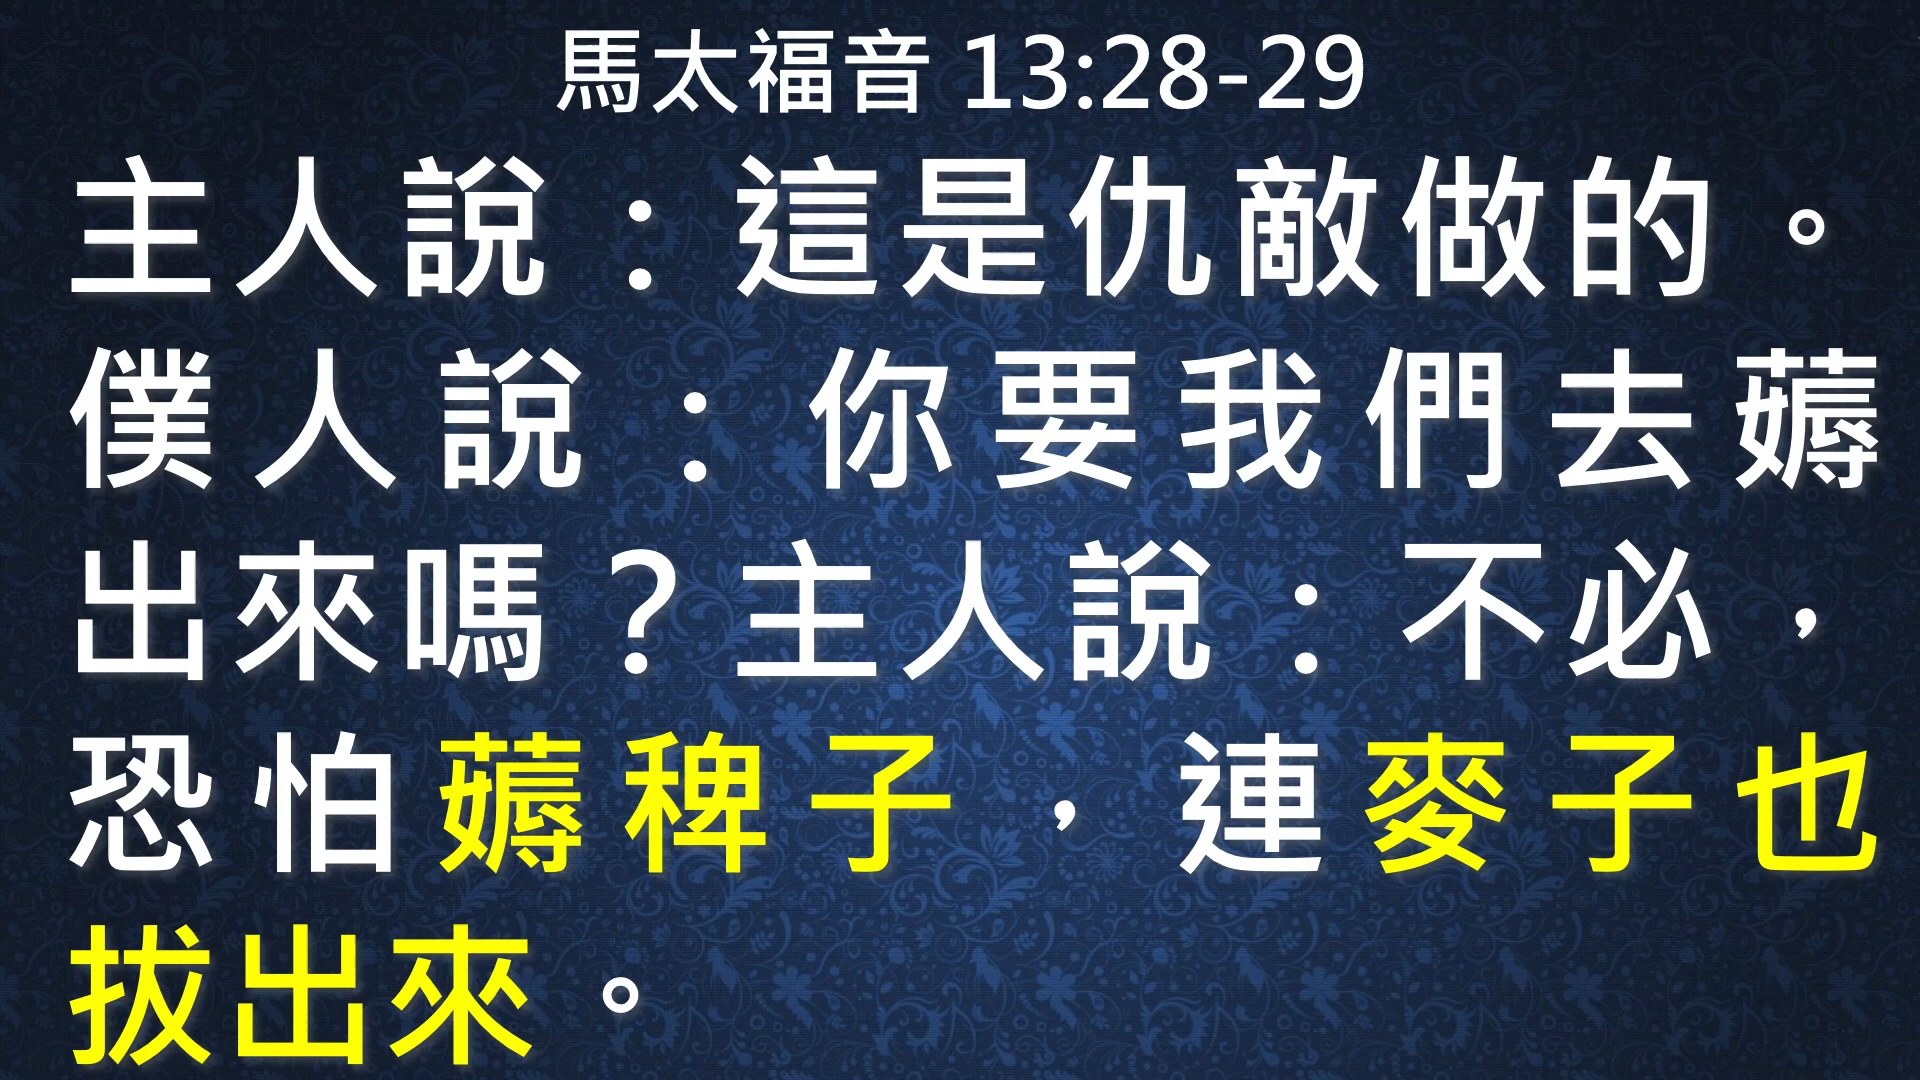 馬太福音 13:28-29
主人說：這是仇敵做的。
僕人說：你要我們去薅
出來嗎？主人說：不必，
恐怕薅稗子，連麥子也
拔出來。